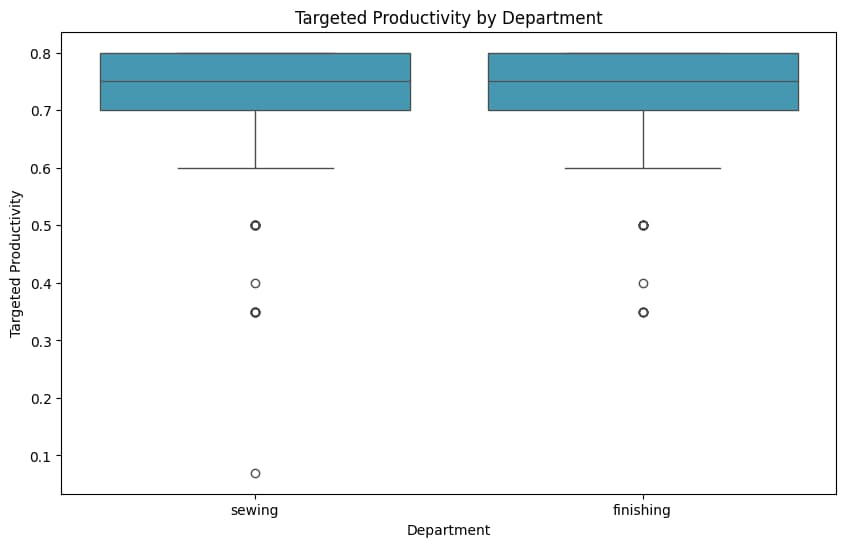 Targeted Productivity by Department
Targeted Productivity
0.8
0.7
0.6
0.5
0.4
0.3
0.2
0.1
sewing
finishing
Department